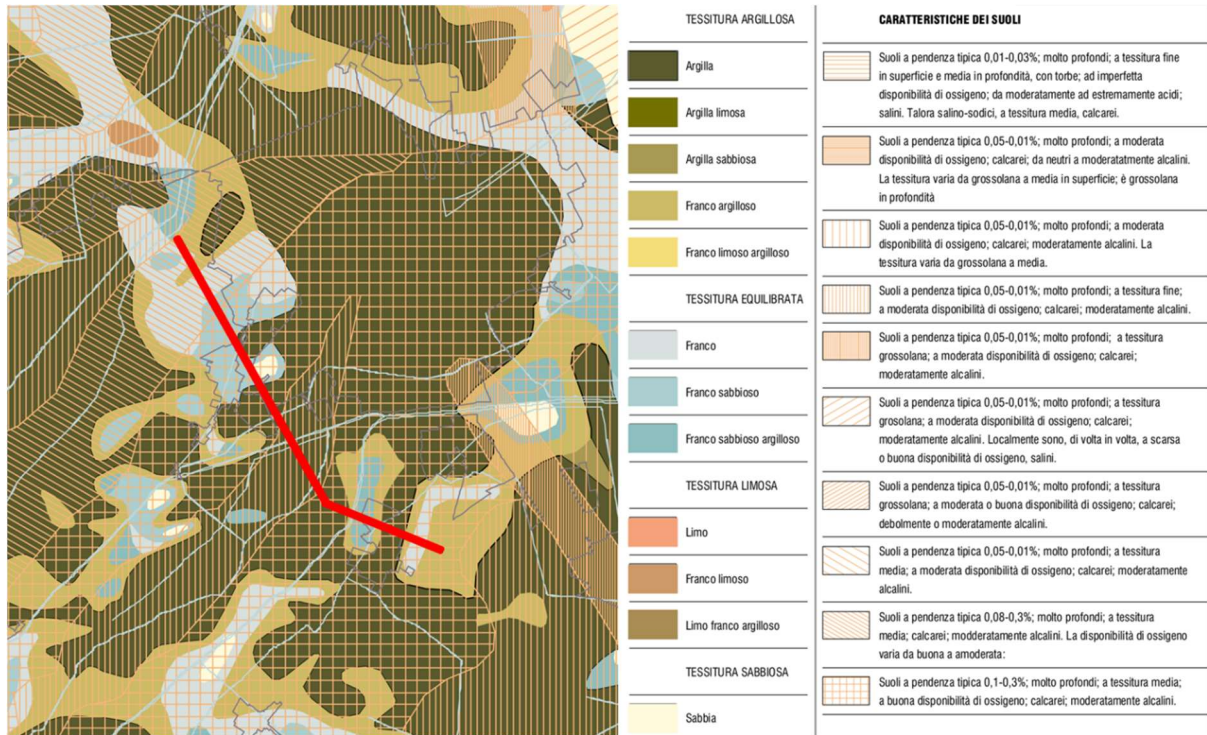 TESSITURA ARGILLOSA
Argilla
Argilla limosa
Argilla sabbiosa
Franco argilloso
Franco limoso argilloso
TESSITURA EQUILIBRATA
Franco
Franco sabbioso
Franco sabbioso argilloso
TESSITURA LIMOSA
Limo
Franco limoso
Limo franco argilloso
TESSITURA SABBIOSA
Sabbia
CARATTERISTICHE DEI SUOLI
Suoli a pendenza tipica 0,01-0,03%; molto profondi; a tessitura fine
in superficie e media in profondità, con torbe; ad imperfetta
disponibilità di ossigeno; da moderatamente ad estremamente acidi;
salini. Talora salino-sodici, a tessitura media, calcarei.
Suoli a pendenza tipica 0,05-0,01%; molto profondi; a moderata
disponibilità di ossigeno; calcarei; da neutri a moderatatmente alcalini.
La tessitura varia da grossolana a media in superficie; è grossolana
in profondità
Suoli a pendenza tipica 0,05-0,01%; molto profondi; a moderata
disponibilità di ossigeno; calcarei; moderatamente alcalini. La
tessitura varia da grossolana a media.
Suoli a pendenza tipica 0,05-0,01%; molto profondi; a tessitura fine;
a moderata disponibilità di ossigeno; calcarei; moderatamente alcalini.
Suoli a pendenza tipica 0,05-0,01%; molto profondi; a tessitura
grossolana; a moderata disponibilità di ossigeno; calcarei;
moderatamente alcalini.
Suoli a pendenza tipica 0,05-0,01%; molto profondi; a tessitura
grosolana; a moderata disponibilità di ossigeno; calcarei;
moderatamente alcalini. Localmente sono, di volta in volta, a scarsa
o buona disponibilità di ossigeno, salini.
Suoli a pendenza tipica 0,05-0,01%; molto profondi; a tessitura
grossolana; a moderata o buona disponibilità di ossigeno; calcarei;
debolmente o moderatamente alcalini.
Suoli a pendenza tipica 0,05-0,01%; molto profondi; a tessitura
media; a moderata disponibilità di ossigeno; calcarei; moderatamente
alcalini.
Suoli a pendenza tipica 0,08-0,3%; molto profondi; a tessitura
media; calcarei; modderatamente alcalini. La disponibilità di ossigeno
varia da buona a amoderata:
Suoli a pendenza tipica 0,1-0,3%; molto profondi; a tessitura media;
a buona disponibilità di ossigeno; calcarei; moderatamente alcalini.